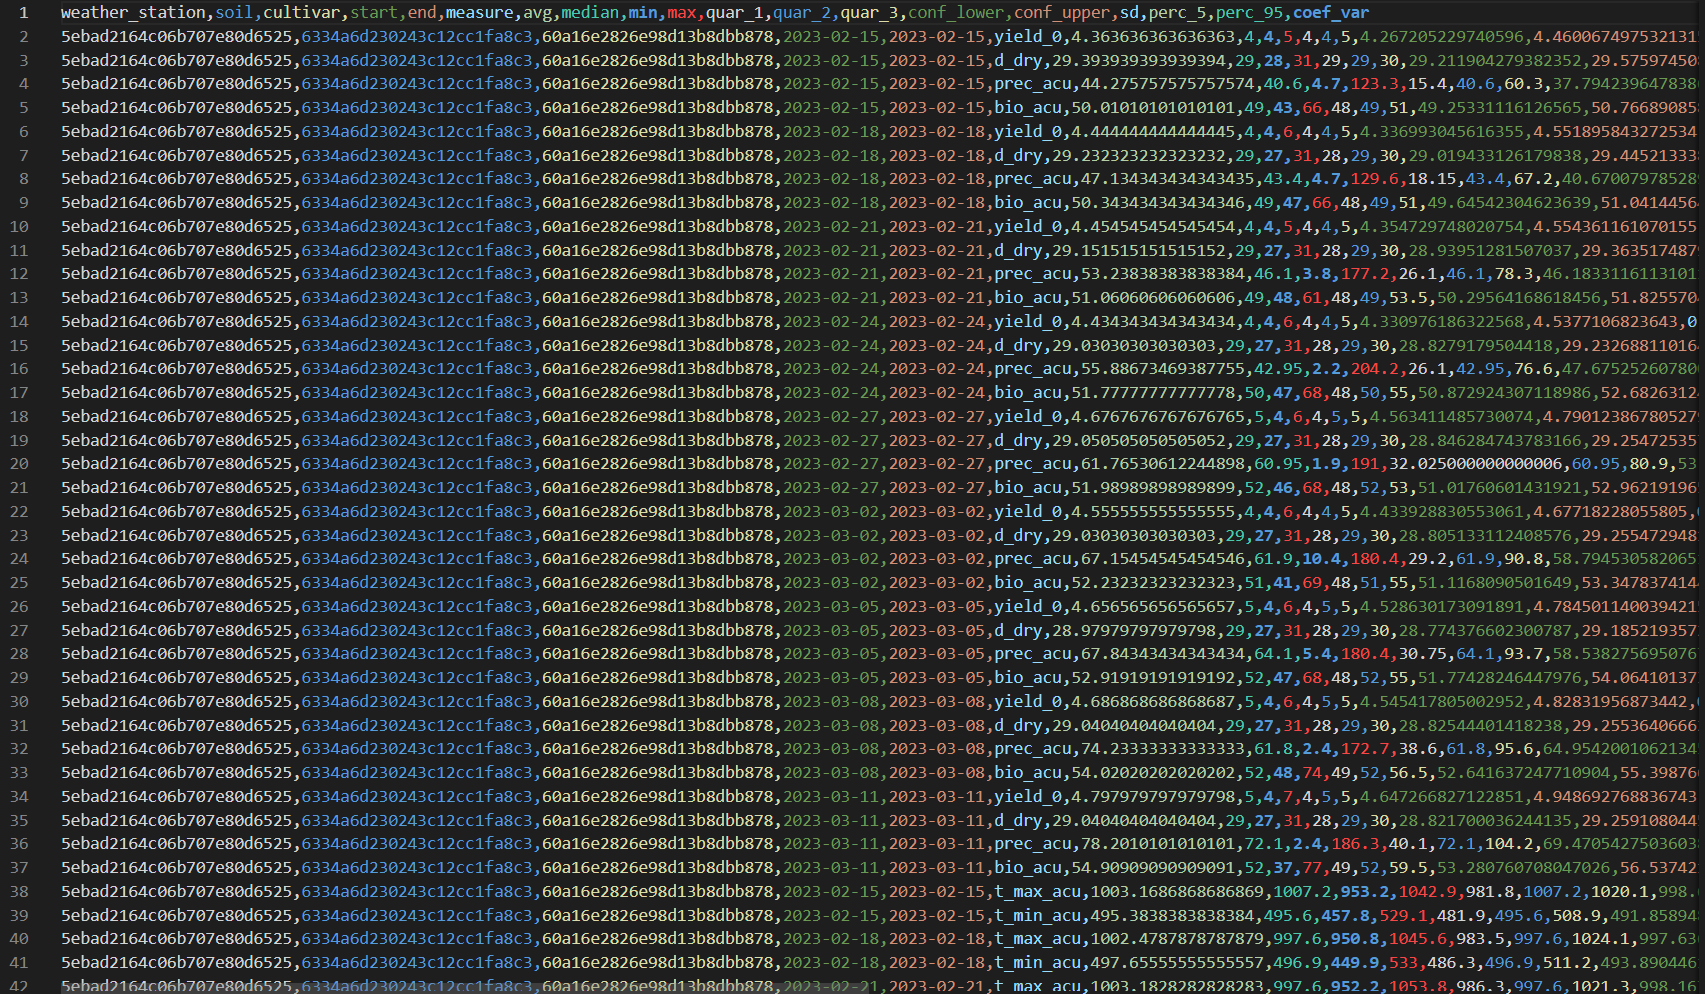 1 weather_station,soil,cultivar,start,end,measure,avg,median,min,max,quar_1,quar_2,quar_3,conf_lower,conf_upper,sd,perc_5,perc_95,coef_var
2 5ebad2164c06b707e80d6525,6334a6d230243c12cc1fa8c3,60a16e2826e98d13b8dbb878,2023-02-15,2023-02-15,yield_0,4.363636363636363,4,4,5,4,4,5,4.267205229740596,4.460067497532131
3 5ebad2164c06b707e80d6525,6334a6d230243c12cc1fa8c3,60a16e2826e98d13b8dbb878,2023-02-15,2023-02-15,d_dry,29.393939393939394,29,28,31,29,29,30,29.211904279382352,29.575974508
4 5ebad2164c06b707e80d6525,6334a6d230243c12cc1fa8c3,60a16e2826e98d13b8dbb878,2023-02-15,2023-02-15,prec_acu,44.2757575757574,40.6,4.7,123.3,15.4,40.6,60.3,37.794239647838
5 5ebad2164c06b707e80d6525,6334a6d230243c12cc1fa8c3,60a16e2826e98d13b8dbb878,2023-02-15,2023-02-15,bio_acu,50.01010101010101,49,43,66,48,49,51,49.25331116126565,50.76689085
6 5ebad2164c06b707e80d6525,6334a6d230243c12cc1fa8c3,60a16e2826e98d13b8dbb878,2023-02-18,2023-02-18,yield_0,4.444444444444445,4,4,6,4,4,5,4.336993045616355,4.551895843272534
7 5ebad2164c06b707e80d6525,6334a6d230243c12cc1fa8c3,60a16e2826e98d13b8dbb878,2023-02-18,2023-02-18,d_dry,29.232323232323232,29,27,31,28,29,30,29.019433126179838,29.44521333
8 5ebad2164c06b707e80d6525,6334a6d230243c12cc1fa8c3,60a16e2826e98d13b8dbb878,2023-02-18,2023-02-18,prec_acu,47.134343434343435,43.4,4.7,129.6,18.15,43.4,67.2,40.67007978528
9 5ebad2164c06b707e80d6525,6334a6d230243c12cc1fa8c3,60a16e2826e98d13b8dbb878,2023-02-18,2023-02-18,bio_acu,50.343434343434346,49,47,66,48,49,51,49.64542304623639,51.0414456
10 5ebad2164c06b707e80d6525,6334a6d230243c12cc1fa8c3,60a16e2826e98d13b8dbb878,2023-02-21,2023-02-21,yield_0,4.454545454545454,4,4,5,4,4,5,4.354729748020754,4.554361161070155
11 5ebad2164c06b707e80d6525,6334a6d230243c12cc1fa8c3,60a16e2826e98d13b8dbb878,2023-02-21,2023-02-21,d_dry,29.151515151515152,29,27,31,28,29,30,28.93951281507037,29.363517487
12 5ebad2164c06b707e80d6525,6334a6d230243c12cc1fa8c3,60a16e2826e98d13b8dbb878,2023-02-21,2023-02-21,prec_acu,53.23838383838384,46.1,3.8,177.2,26.1,46.1,78.3,46.1833116113101
13 5ebad2164c06b707e80d6525,6334a6d230243c12cc1fa8c3,60a16e2826e98d13b8dbb878,2023-02-21,2023-02-21,bio_acu,51.06060606060606,49,48,61,48,49,53.5,50.29564168618456,51.825570
14 5ebad2164c06b707e80d6525,6334a6d230243c12cc1fa8c3,60a16e2826e98d13b8dbb878,2023-02-24,2023-02-24,yield_0,4.434343434343434,4,4,6,4,4,5,4.330976186322568,4.5377106823643,0
15 5ebad2164c06b707e80d6525,6334a6d230243c12cc1fa8c3,60a16e2826e98d13b8dbb878,2023-02-24,2023-02-24,d_dry,29.03030303030303,29,27,31,28,29,30,28.8279179504418,29.2326881101​64
16 5ebad2164c06b707e80d6525,6334a6d230243c12cc1fa8c3,60a16e2826e98d13b8dbb878,2023-02-24,2023-02-24,prec_acu,55.88673469387755,42.95,2.2,204.2,26.1,42.95,76.6,47.675252607​80
17 5ebad2164c06b707e80d6525,6334a6d230243c12cc1fa8c3,60a16e2826e98d13b8dbb878,2023-02-24,2023-02-24,bio_acu,51.77777777777778,50,47,68,48,50,55,50.872924307118986,52.6826312
18 5ebad2164c06b707e80d6525,6334a6d230243c12cc1fa8c3,60a16e2826e98d13b8dbb878,2023-02-27,2023-02-27,yield_0,4.6767676767676765,5,4,6,4,5,5,4.563411485730074,4.79012386780527
19 5ebad2164c06b707e80d6525,6334a6d230243c12cc1fa8c3,60a16e2826e98d13b8dbb878,2023-02-27,2023-02-27,d_dry,29.050505050505052,29,27,31,28,29,30,28.846284743783166,29.25472535
20 5ebad2164c06b707e80d6525,6334a6d230243c12cc1fa8c3,60a16e2826e98d13b8dbb878,2023-02-27,2023-02-27,prec_acu,61.76530612244898,60.95,1.9,191,32.025000000000006,60.95,80.9,53
21 5ebad2164c06b707e80d6525,6334a6d230243c12cc1fa8c3,60a16e2826e98d13b8dbb878,2023-02-27,2023-02-27,bio_acu,51.98989898989899,52,46,68,48,52,53,51.01760601431921,52.96219196
22 5ebad2164c06b707e80d6525,6334a6d230243c12cc1fa8c3,60a16e2826e98d13b8dbb878,2023-03-02,2023-03-02,yield_0,4.555555555555555,4,4,6,4,4,5,4.433928830553061,4.67718228055805,
23 5ebad2164c06b707e80d6525,6334a6d230243c12cc1fa8c3,60a16e2826e98d13b8dbb878,2023-03-02,2023-03-02,d_dry,29.03030303030303,29,27,31,28,29,30,28.805133112408576,29.255472948
24 5ebad2164c06b707e80d6525,6334a6d230243c12cc1fa8c3,60a16e2826e98d13b8dbb878,2023-03-02,2023-03-02,prec_acu,67.15454545454546,61.9,10.4,180.4,29.2,61.9,90.8,58.794530582065
25 5ebad2164c06b707e80d6525,6334a6d230243c12cc1fa8c3,60a16e2826e98d13b8dbb878,2023-03-02,2023-03-02,bio_acu,52.23232323232323,51,41,69,48,51,55,51.1168090501649,53.3478374144
26 5ebad2164c06b707e80d6525,6334a6d230243c12cc1fa8c3,60a16e2826e98d13b8dbb878,2023-03-05,2023-03-05,yield_0,4.656565656565657,5,4,6,4,5,5,4.528630173091891,4.784501140039421
27 5ebad2164c06b707e80d6525,6334a6d230243c12cc1fa8c3,60a16e2826e98d13b8dbb878,2023-03-05,2023-03-05,d_dry,28.97979797979798,29,27,31,28,29,30,28.774376602300787,29.185219357
28 5ebad2164c06b707e80d6525,6334a6d230243c12cc1fa8c3,60a16e2826e98d13b8dbb878,2023-03-05,2023-03-05,prec_acu,67.84343434343434,64.1,5.4,180.4,30.75,64.1,93.7,58.538275695076
29 5ebad2164c06b707e80d6525,6334a6d230243c12cc1fa8c3,60a16e2826e98d13b8dbb878,2023-03-05,2023-03-05,bio_acu,52.91919191919192,52,47,68,48,52,55,51.77428246447976,54.06410137
30 5ebad2164c06b707e80d6525,6334a6d230243c12cc1fa8c3,60a16e2826e98d13b8dbb878,2023-03-08,2023-03-08,yield_0,4.686868686868687,5,4,6,4,5,5,4.545417805002952,4.82831956873442,
31 5ebad2164c06b707e80d6525,6334a6d230243c12cc1fa8c3,60a16e2826e98d13b8dbb878,2023-03-08,2023-03-08,d_dry,29.04040404040404,29,27,31,28,29,30,28.82544401418238,29.2553640666
32 5ebad2164c06b707e80d6525,6334a6d230243c12cc1fa8c3,60a16e2826e98d13b8dbb878,2023-03-08,2023-03-08,prec_acu,74.23333333333333,61.8,2.4,172.7,38.6,61.8,95.6,64.9542001062134
33 5ebad2164c06b707e80d6525,6334a6d230243c12cc1fa8c3,60a16e2826e98d13b8dbb878,2023-03-08,2023-03-08,bio_acu,54.02020202020202,52,48,74,49,52,56.5,52.641637247710904,55.398760
34 5ebad2164c06b707e80d6525,6334a6d230243c12cc1fa8c3,60a16e2826e98d13b8dbb878,2023-03-11,2023-03-11,yield_0,4.797979797979798,5,4,7,4,5,5,4.647266827122851,4.948692768836743
35 5ebad2164c06b707e80d6525,6334a6d230243c12cc1fa8c3,60a16e2826e98d13b8dbb878,2023-03-11,2023-03-11,d_dry,29.04040404040404,29,27,31,28,29,30,28.821700036244135,29.259108044
36 5ebad2164c06b707e80d6525,6334a6d230243c12cc1fa8c3,60a16e2826e98d13b8dbb878,2023-03-11,2023-03-11,prec_acu,78.2010101010101,72.1,2.4,186.3,40.1,72.1,104.2,69.4705427503603
37 5ebad2164c06b707e80d6525,6334a6d230243c12cc1fa8c3,60a16e2826e98d13b8dbb878,2023-03-11,2023-03-11,bio_acu,54.90909090909091,52,37,77,49,52,59.5,53.280760708047026,56.53742
38 5ebad2164c06b707e80d6525,6334a6d230243c12cc1fa8c3,60a16e2826e98d13b8dbb878,2023-02-15,2023-02-15,t_max_acu,1003.1686868686869,1007.2,953.2,1042.9,981.8,1007.2,1020.1,998.
39 5ebad2164c06b707e80d6525,6334a6d230243c12cc1fa8c3,60a16e2826e98d13b8dbb878,2023-02-15,2023-02-15,t_min_acu,495.3838383838384,495.6,457.8,529.1,481.9,495.6,508.9,491.85894
40 5ebad2164c06b707e80d6525,6334a6d230243c12cc1fa8c3,60a16e2826e98d13b8dbb878,2023-02-18,2023-02-18,t_max_acu,1002.4787878787879,997.6,950.8,1045.6,983.5,997.6,1024.1,997.63
41 5ebad2164c06b707e80d6525,6334a6d230243c12cc1fa8c3,60a16e2826e98d13b8dbb878,2023-02-18,2023-02-18,t_min_acu,497.65555555555557,496.9,449.9,533,486.3,496.9,511.2,493.890446
42 5ebad2164c06b707e80d6525,6334a6d230243c12cc1fa8c3,60a16e2826e98d13b8dbb878,2023-02-21,2023-02-21,t_max_acu,1003.1828282828283,997.6,952.2,1053.8,986.3,997.6,1021.3,998.16